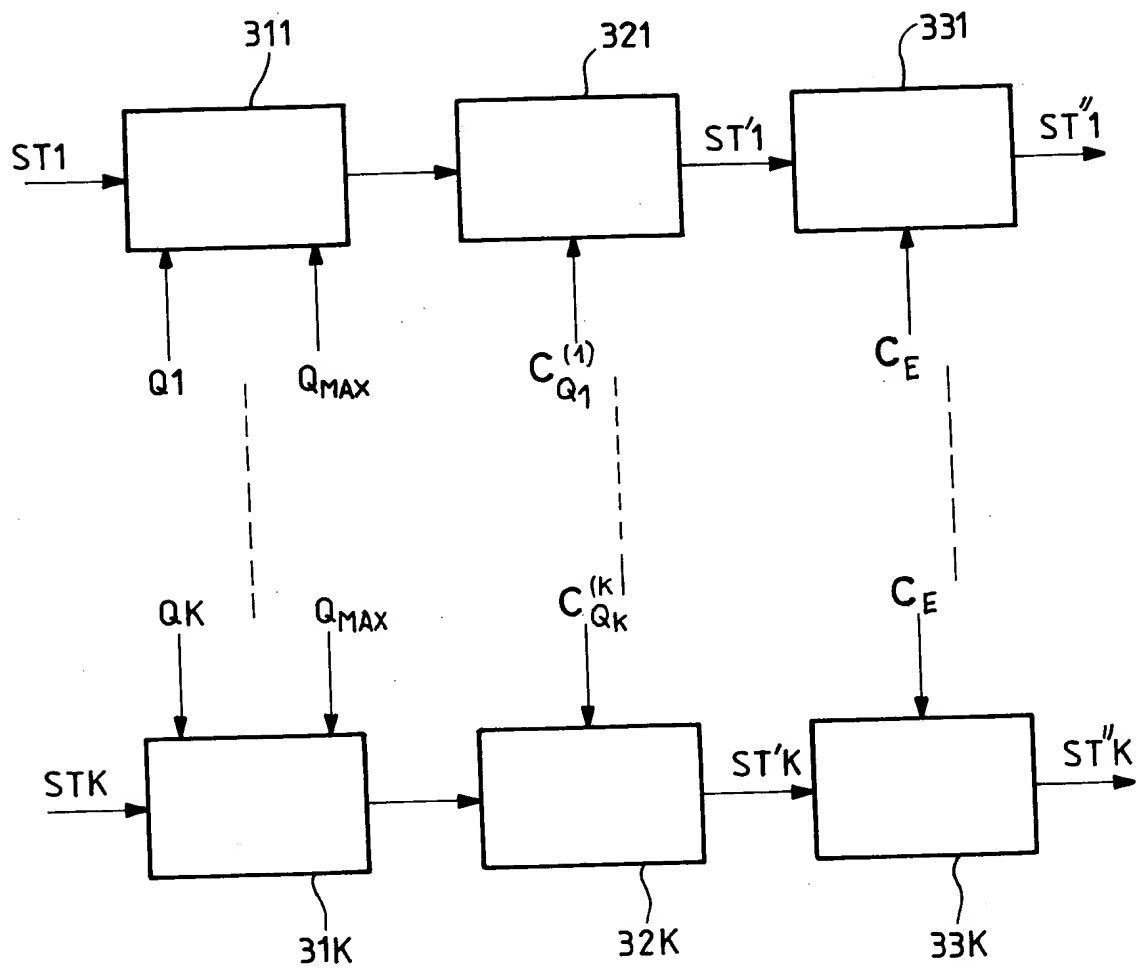 311 321 331
ST1 ST'1 ST"1
Q1 QMAX C(1)Q1 CE
QK QMAX C(KQK CE
STK ST'K ST"K
31K 32K 33K